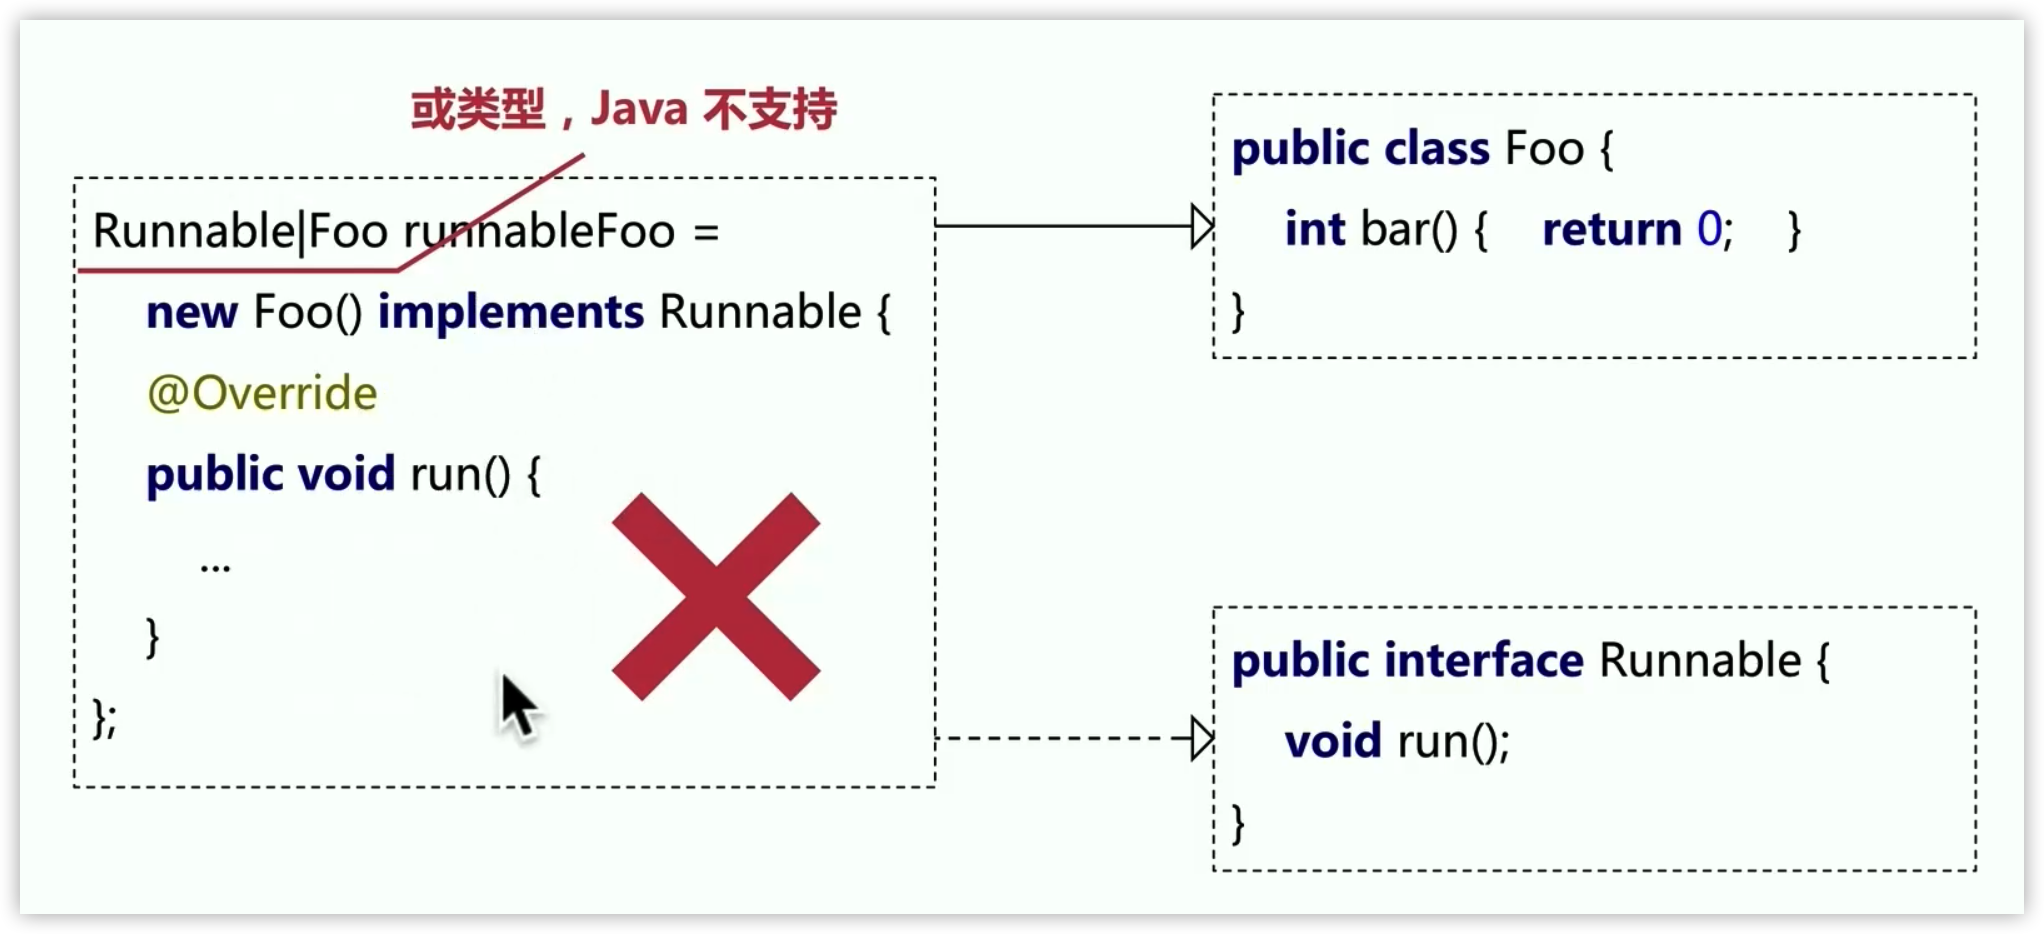 或类型，Java 不支持
Runnable|Foo runnableFoo =
new Foo() implements Runnable {
@Override
public void run() {
...
}
};
public class Foo {
int bar() { return 0; }
}
public interface Runnable {
void run();
}